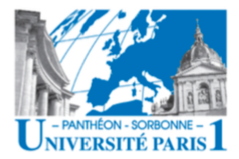 – PANTHÉON - SORBONNE –
UNIVERSITÉ PARIS 1